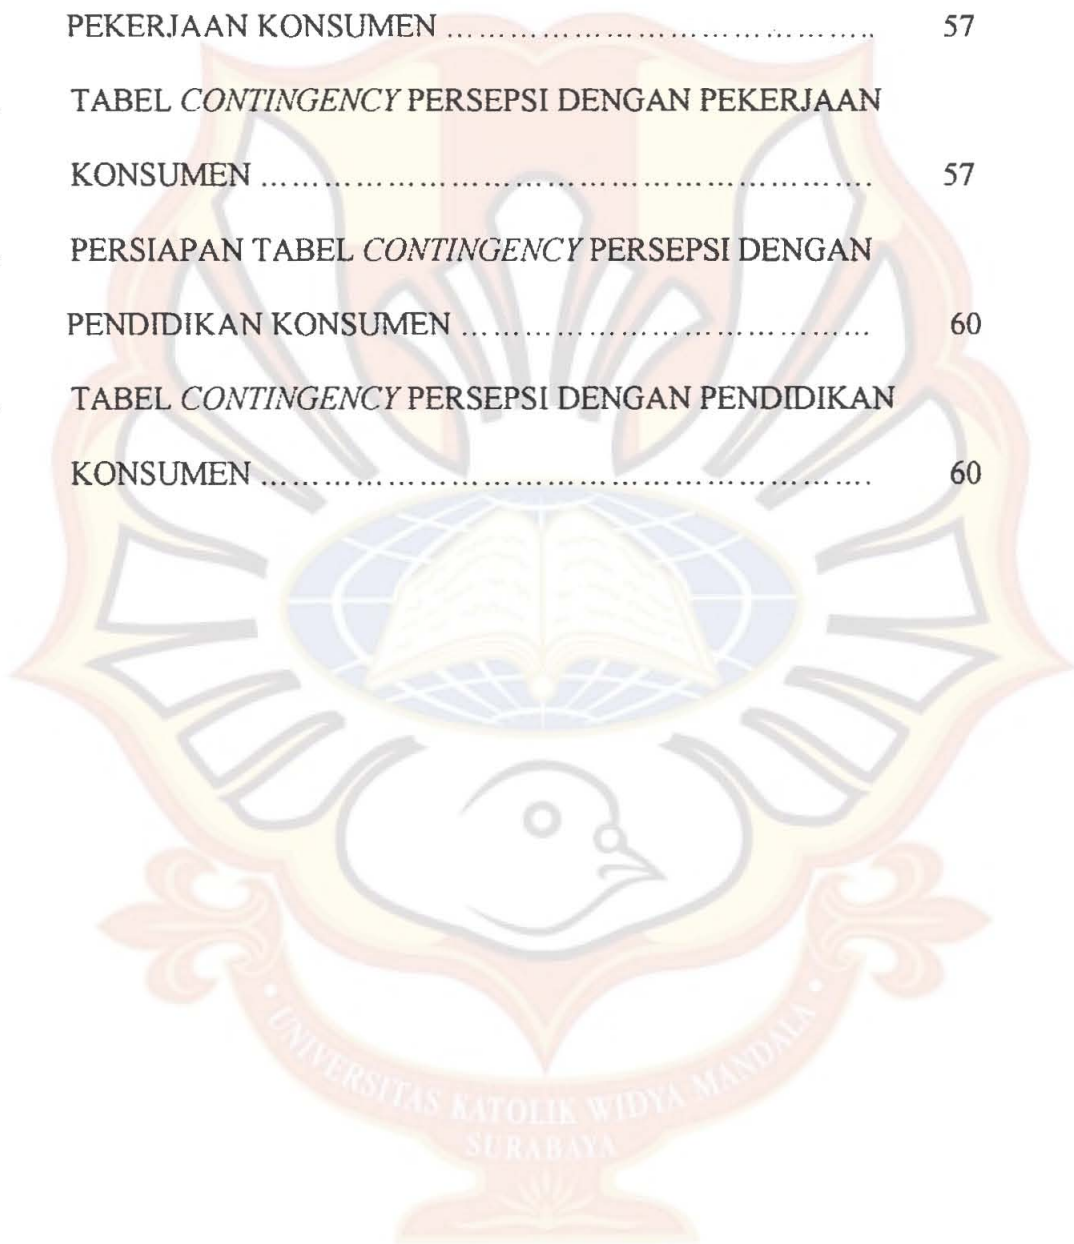 PEKERJAAN KONSUMEN ........................................ 57
TABEL CONTINGENCY PERSEPSI DENGAN PEKERJAAN
KONSUMEN ......................................................... 57
PERSIAPAN TABEL CONTINGENCY PERSEPSI DENGAN
PENDIDIKAN KONSUMEN ...................................... 60
TABEL CONTINGENCY PERSEPSI DENGAN PENDIDIKAN
KONSUMEN ......................................................... 60
UNIVERSITAS KATOLIK WIDYA MANDALA
SURABAYA